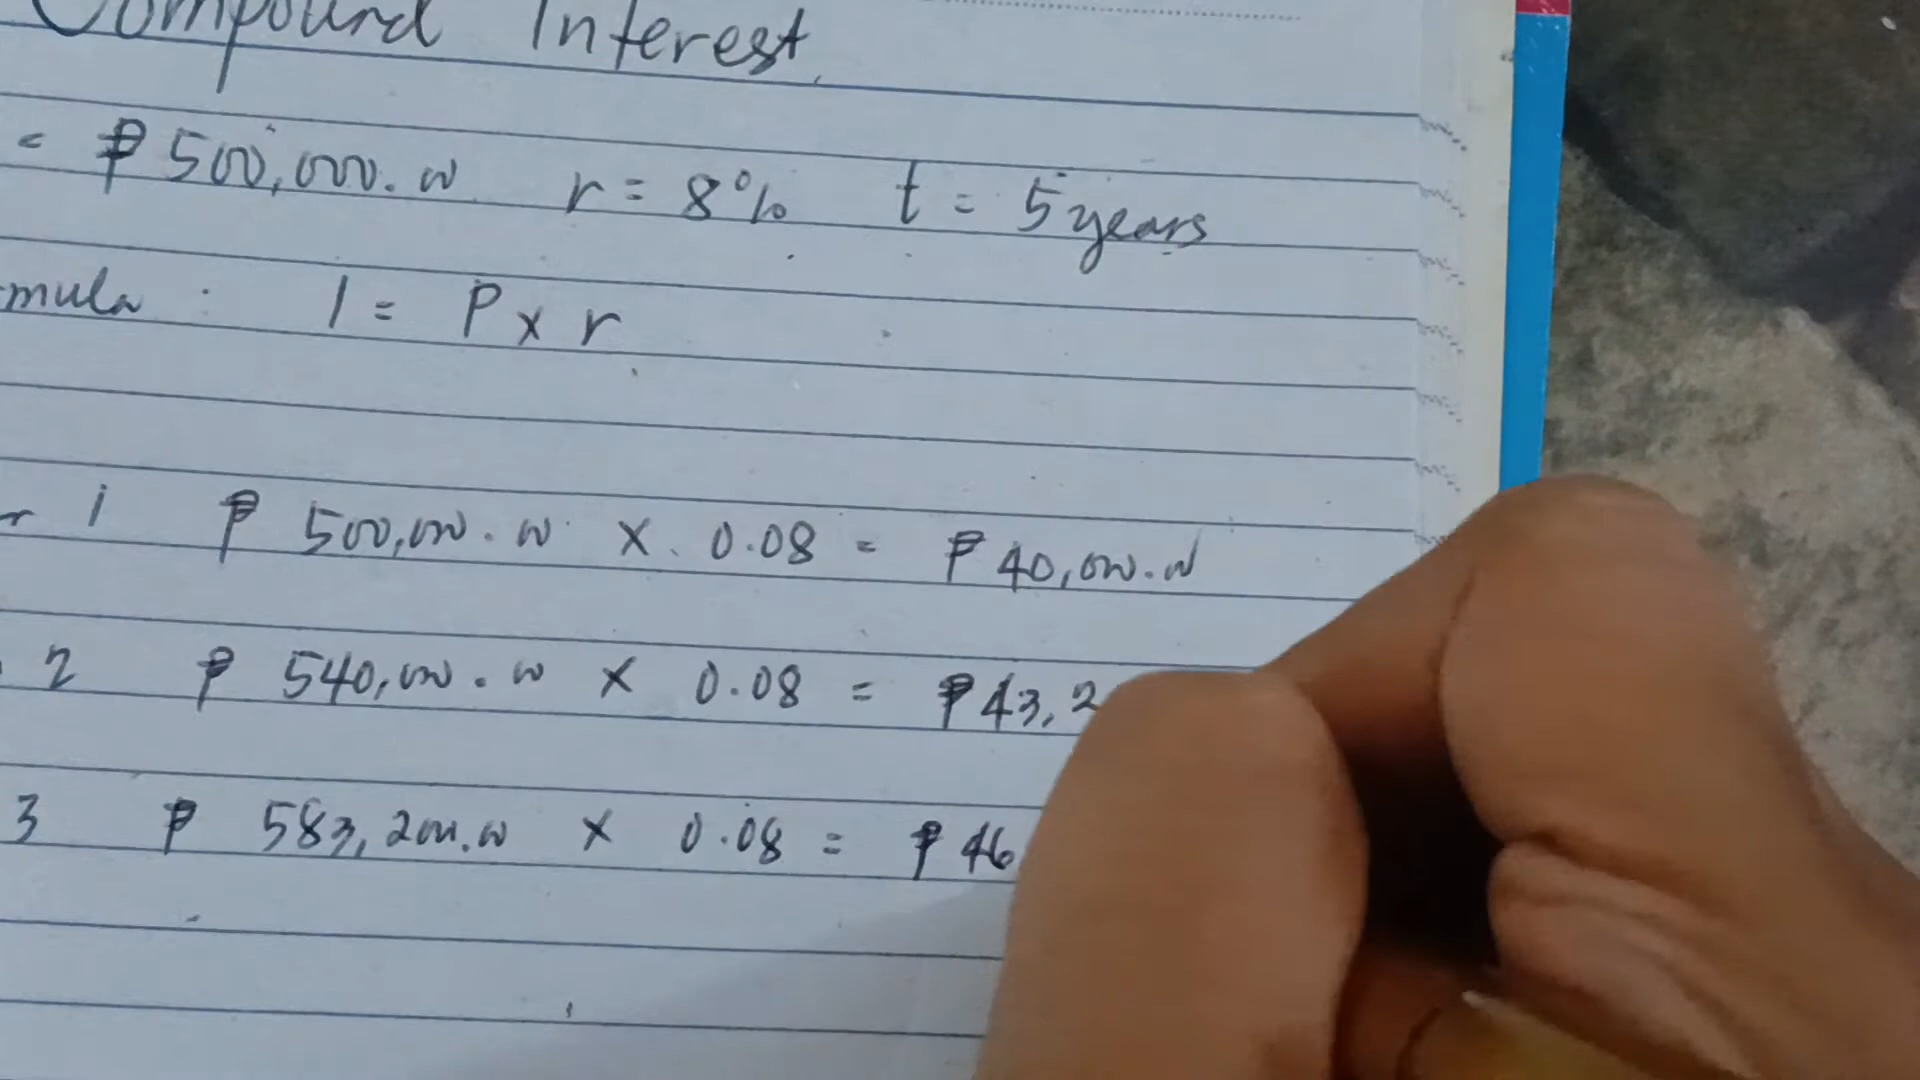 Compound Interest
= ₱ 500,000.00 r = 8% t = 5 years
mula : I = P x r
r 1 ₱ 500,000.00 x 0.08 = ₱ 40,000.00
2 ₱ 540,000.00 x 0.08 = ₱ 43,2
3 ₱ 583,200.00 x 0.08 = ₱ 46